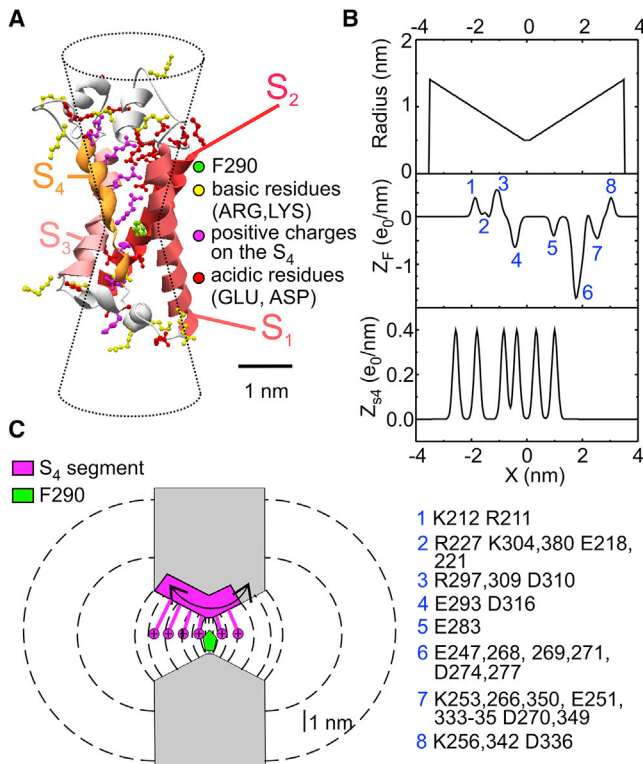 A
S2
S4
F290
basic residues
(ARG,LYS)
positive charges
on the S4
S3
acidic residues
(GLU, ASP)
S1
1 nm
B
-4 -2 0 2 4
2
1
0
Radius (nm)
1 2 3 4 5 6 7 8
0
-1
ZF (e0/nm)
0.4
0.2
0.0
ZS4 (e0/nm)
-4 -2 0 2 4
X (nm)
C
S4 segment
F290
1 nm
1 K212 R211
2 R227 K304,380 E218,
221
3 R297,309 D310
4 E293 D316
5 E283
6 E247,268, 269,271,
D274,277
7 K253,266,350, E251,
333-35 D270,349
8 K256,342 D336